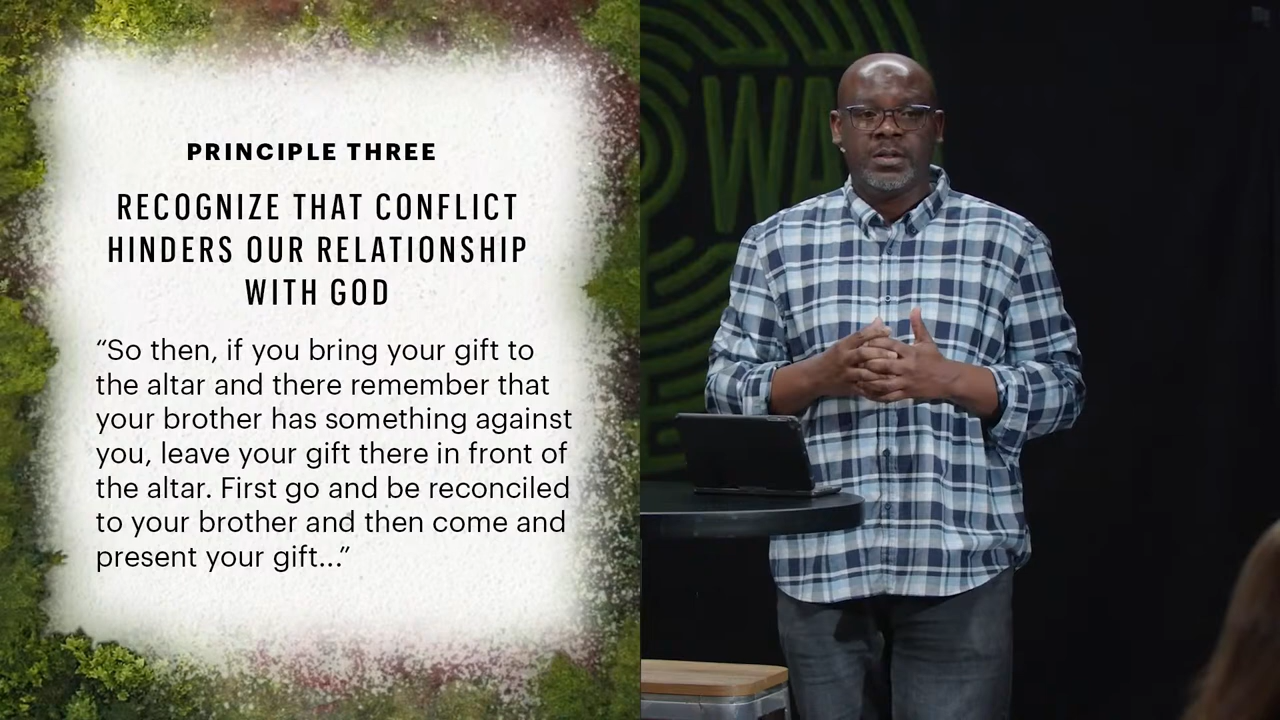 PRINCIPLE THREE
RECOGNIZE THAT CONFLICT
HINDERS OUR RELATIONSHIP
WITH GOD
“So then, if you bring your gift to
the altar and there remember that
your brother has something against
you, leave your gift there in front of
the altar. First go and be reconciled
to your brother and then come and
present your gift...”
WA